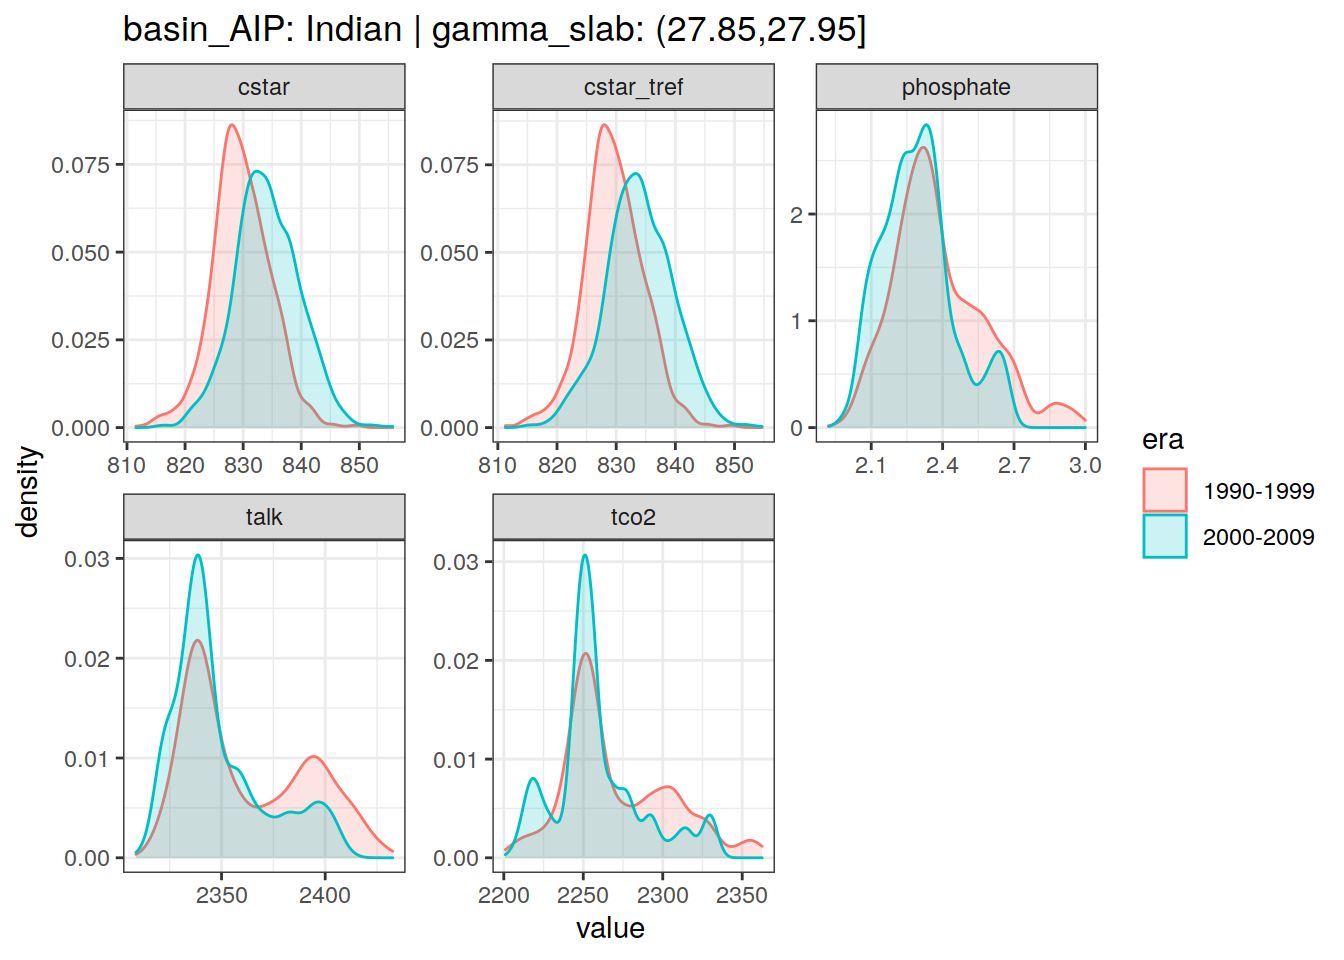 basin_AIP: Indian | gamma_slab: (27.85,27.95]
cstar
cstar_tref
phosphate
0.075
0.050
0.025
0.000
810 820 830 840 850
0.075
0.050
0.025
0.000
810 820 830 840 850
2
1
0
2.1 2.4 2.7 3.0
density
talk
tco2
0.03
0.02
0.01
0.00
2350 2400
0.03
0.02
0.01
0.00
2200 2250 2300 2350
value
era
1990-1999
2000-2009